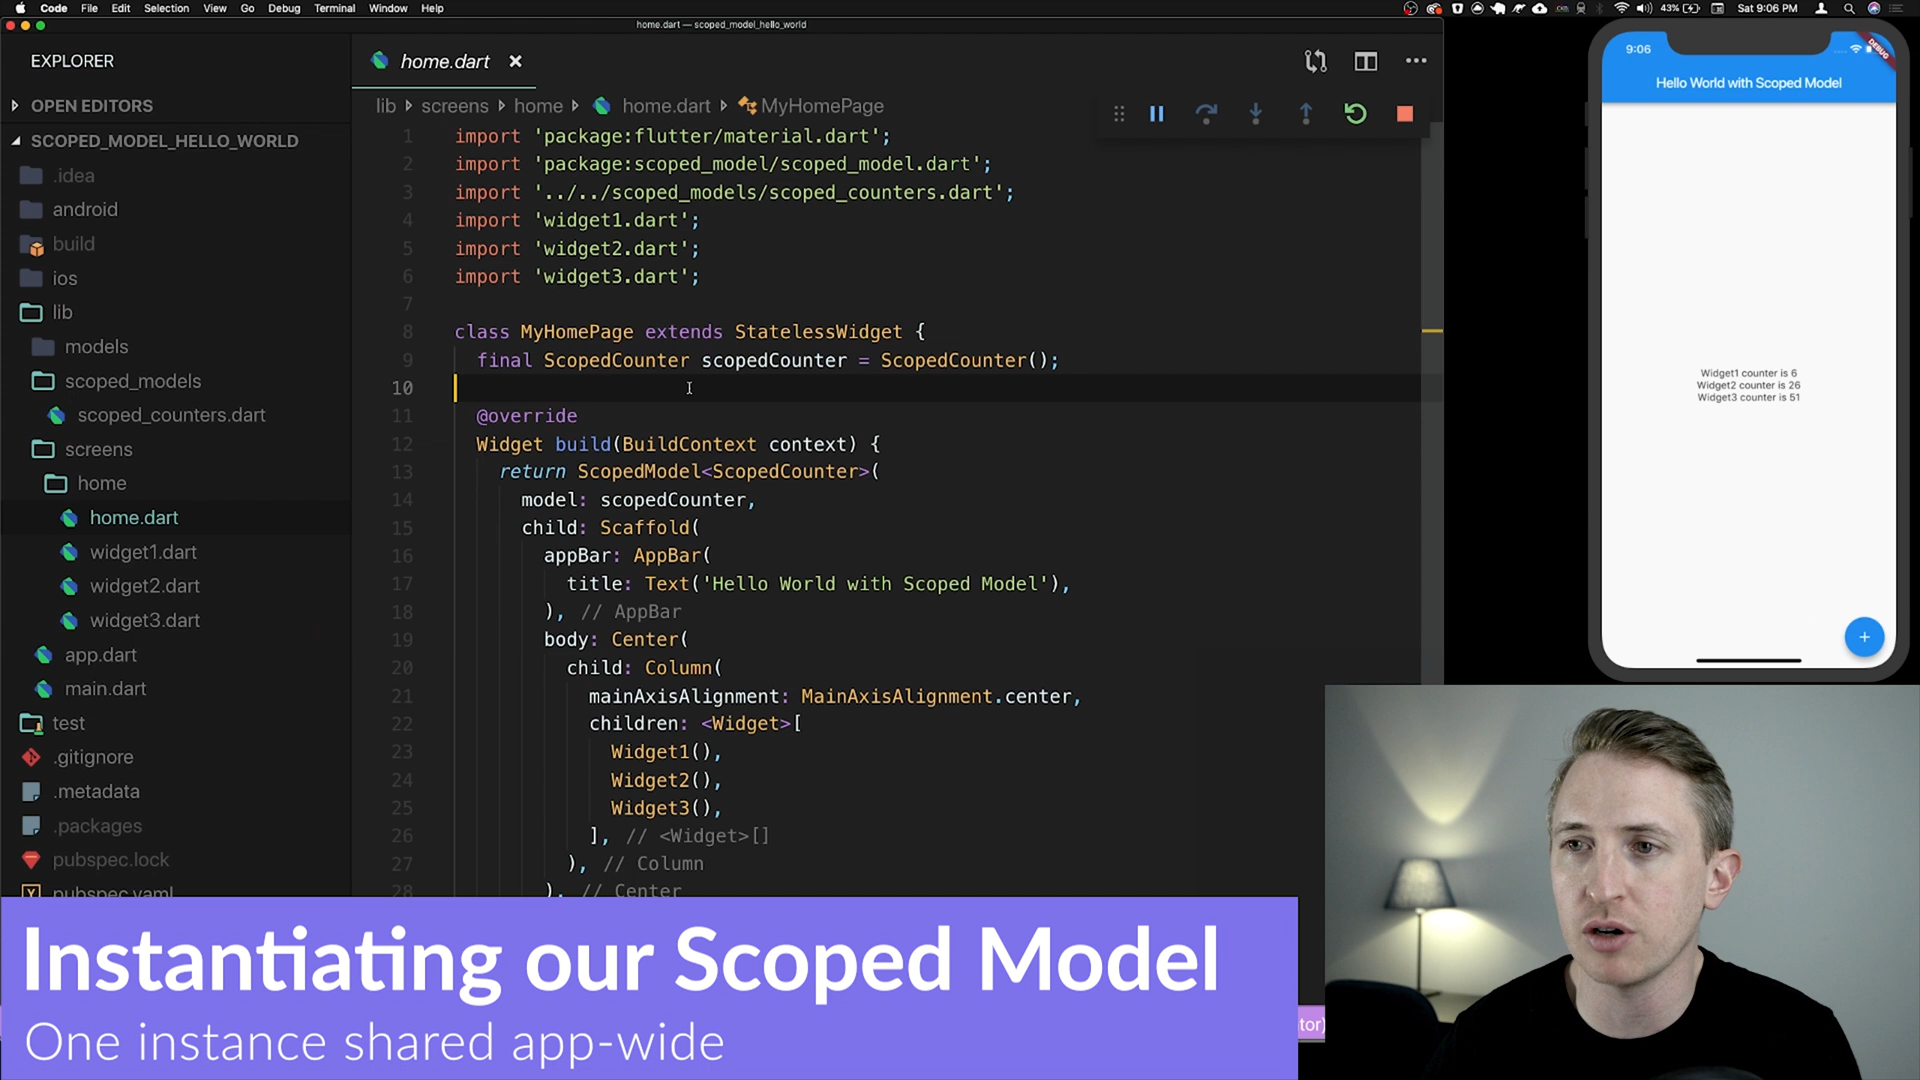 Code File Edit Selection View Go Debug Terminal Window Help
43% Sat 9:06 PM
home.dart — scoped_model_hello_world
EXPLORER
OPEN EDITORS
SCOPED_MODEL_HELLO_WORLD
.idea
android
build
ios
lib
models
scoped_models
scoped_counters.dart
screens
home
home.dart
widget1.dart
widget2.dart
widget3.dart
app.dart
main.dart
test
.gitignore
.metadata
.packages
pubspec.lock
pubspec.yaml
home.dart
lib screens home home.dart MyHomePage
1 import 'package:flutter/material.dart';
2 import 'package:scoped_model/scoped_model.dart';
3 import '../../scoped_models/scoped_counters.dart';
4 import 'widget1.dart';
5 import 'widget2.dart';
6 import 'widget3.dart';
7
8 class MyHomePage extends StatelessWidget {
9 final ScopedCounter scopedCounter = ScopedCounter();
10
11 @override
12 Widget build(BuildContext context) {
13 return ScopedModel<ScopedCounter>(
14 model: scopedCounter,
15 child: Scaffold(
16 appBar: AppBar(
17 title: Text('Hello World with Scoped Model'),
18 ), // AppBar
19 body: Center(
20 child: Column(
21 mainAxisAlignment: MainAxisAlignment.center,
22 children: <Widget>[
23 Widget1(),
24 Widget2(),
25 Widget3(),
26 ], // <Widget>[]
27 ), // Column
28 ), // Center
9:06
DEBUG
Hello World with Scoped Model
Widget1 counter is 6
Widget2 counter is 26
Widget3 counter is 51
+
Instantiating our Scoped Model
One instance shared app-wide
tor)